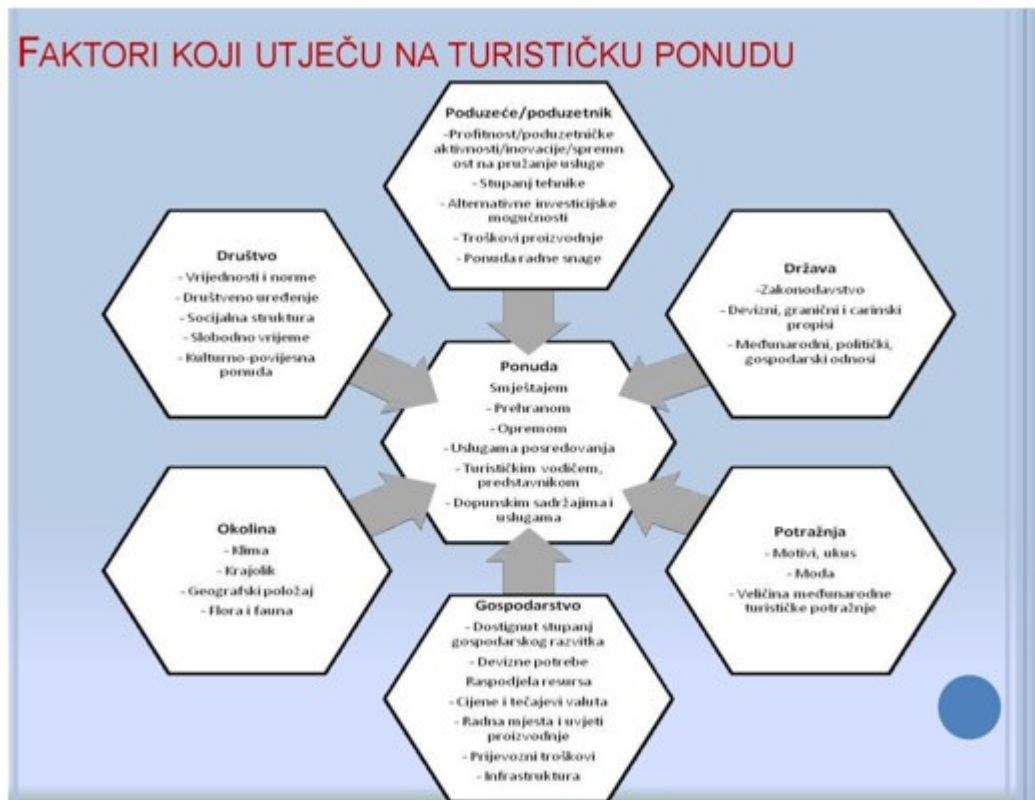 FAKTORI KOJI UTJEČU NA TURISTIČKU PONUDU
Poduzeće/poduzetnik
-Profitnost/poduzetničke
aktivnosti/inovacije/spremn
ost na pružanje usluge
- Stupanj tehnike
- Alternativne investicijske
mogućnosti
- Troškovi proizvodnje
- Ponuda radne snage
Društvo
- Vrijednosti i norme
- Društveno uređenje
- Socijalna struktura
- Slobodno vrijeme
- Kulturno-povijesna
ponuda
Država
-Zakonodavstvo
- Devizni, granični i carinski
propisi
- Međunarodni, politički,
gospodarski odnosi
Ponuda
Smještajem
- Prehranom
- Opremom
- Uslugama posredovanja
- Turističkim vodičem,
predstavnikom
- Dopunskim sadržajima i
uslugama
Okolina
- Klima
- Krajolik
- Geografski položaj
- Flora i fauna
Potražnja
- Motivi, ukus
- Moda
- Veličina međunarodne
turističke potražnje
Gospodarstvo
- Dostignut stupanj
gospodarskog razvitka
- Devizne potrebe
Raspodjela resursa
- Cijene i tečajevi valuta
- Radna mjesta i uvjeti
proizvodnje
- Prijevozni troškovi
- Infrastruktura